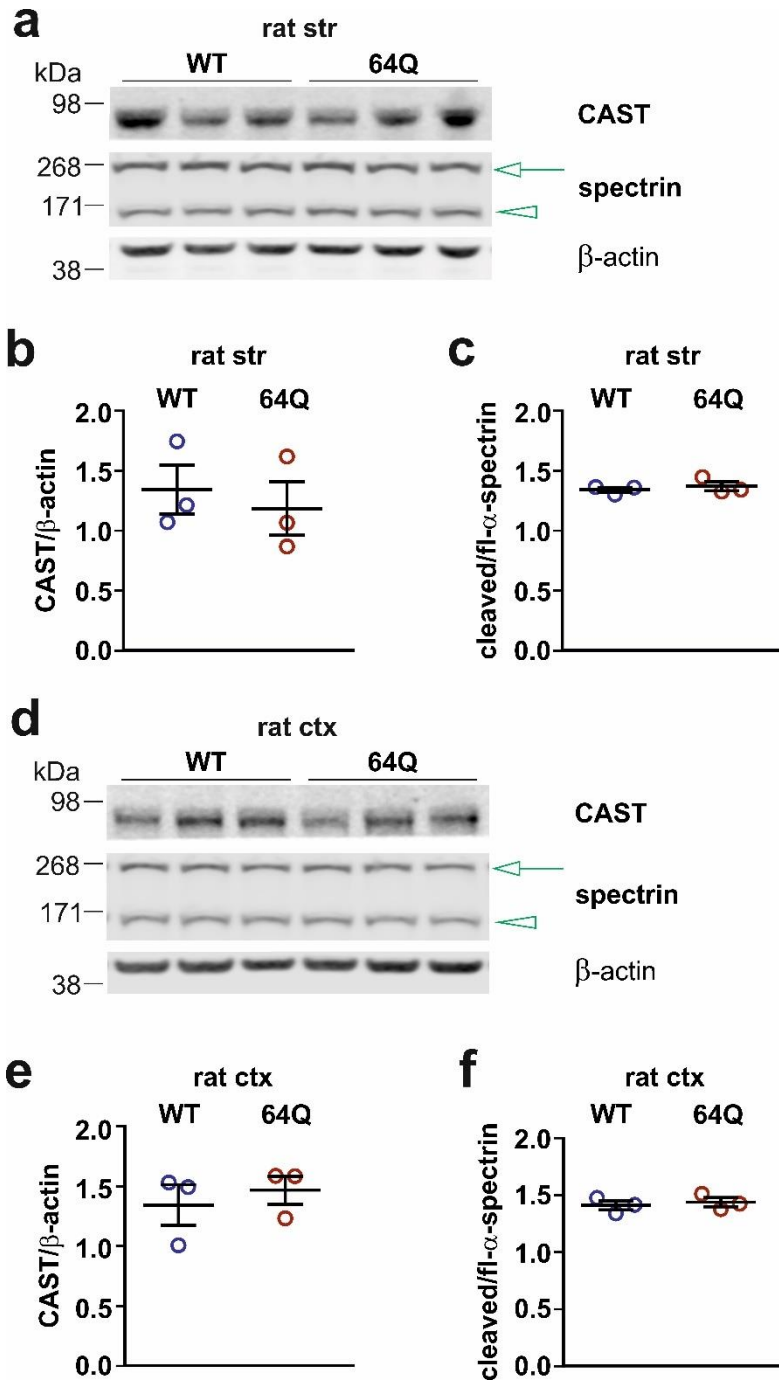 a
rat str
kDa
WT 64Q
98
CAST
268
spectrin
171
β-actin
38
b
rat str
WT 64Q
CAST/β-actin
2.0
1.5
1.0
0.5
0.0
c
rat str
WT 64Q
cleaved/fl-α-spectrin
2.0
1.5
1.0
0.5
0.0
d
rat ctx
kDa
WT 64Q
98
CAST
268
spectrin
171
β-actin
38
e
rat ctx
WT 64Q
CAST/β-actin
2.0
1.5
1.0
0.5
0.0
f
rat ctx
WT 64Q
cleaved/fl-α-spectrin
2.0
1.5
1.0
0.5
0.0